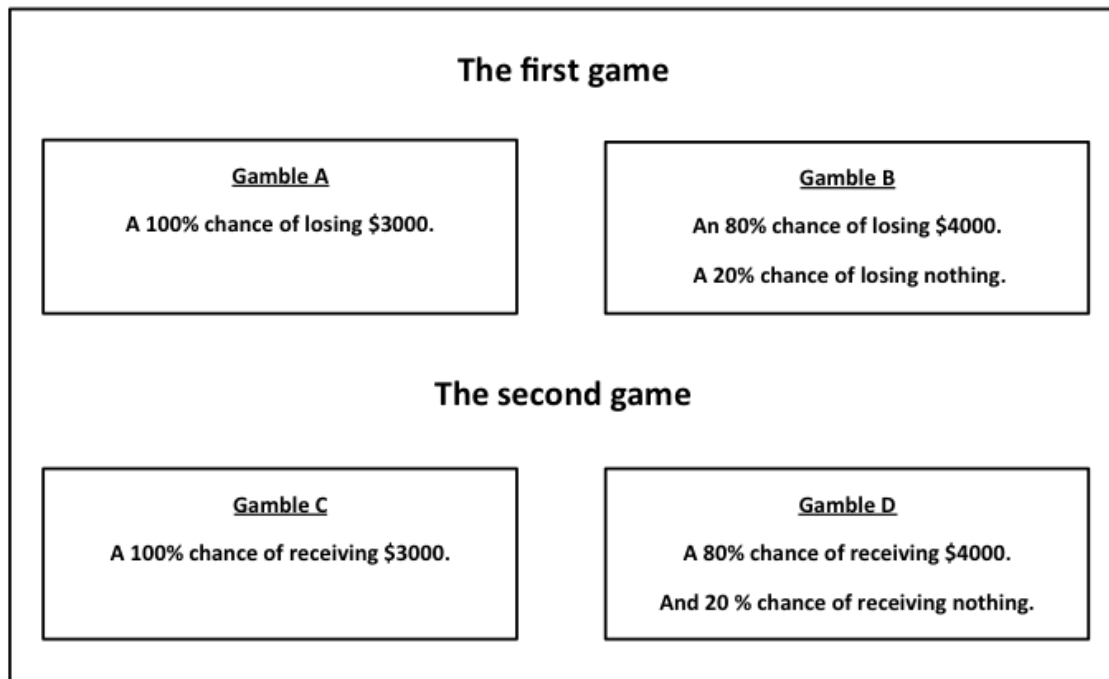 The first game
Gamble A
A 100% chance of losing $3000.
Gamble B
An 80% chance of losing $4000.
A 20% chance of losing nothing.
The second game
Gamble C
A 100% chance of receiving $3000.
Gamble D
A 80% chance of receiving $4000.
And 20 % chance of receiving nothing.